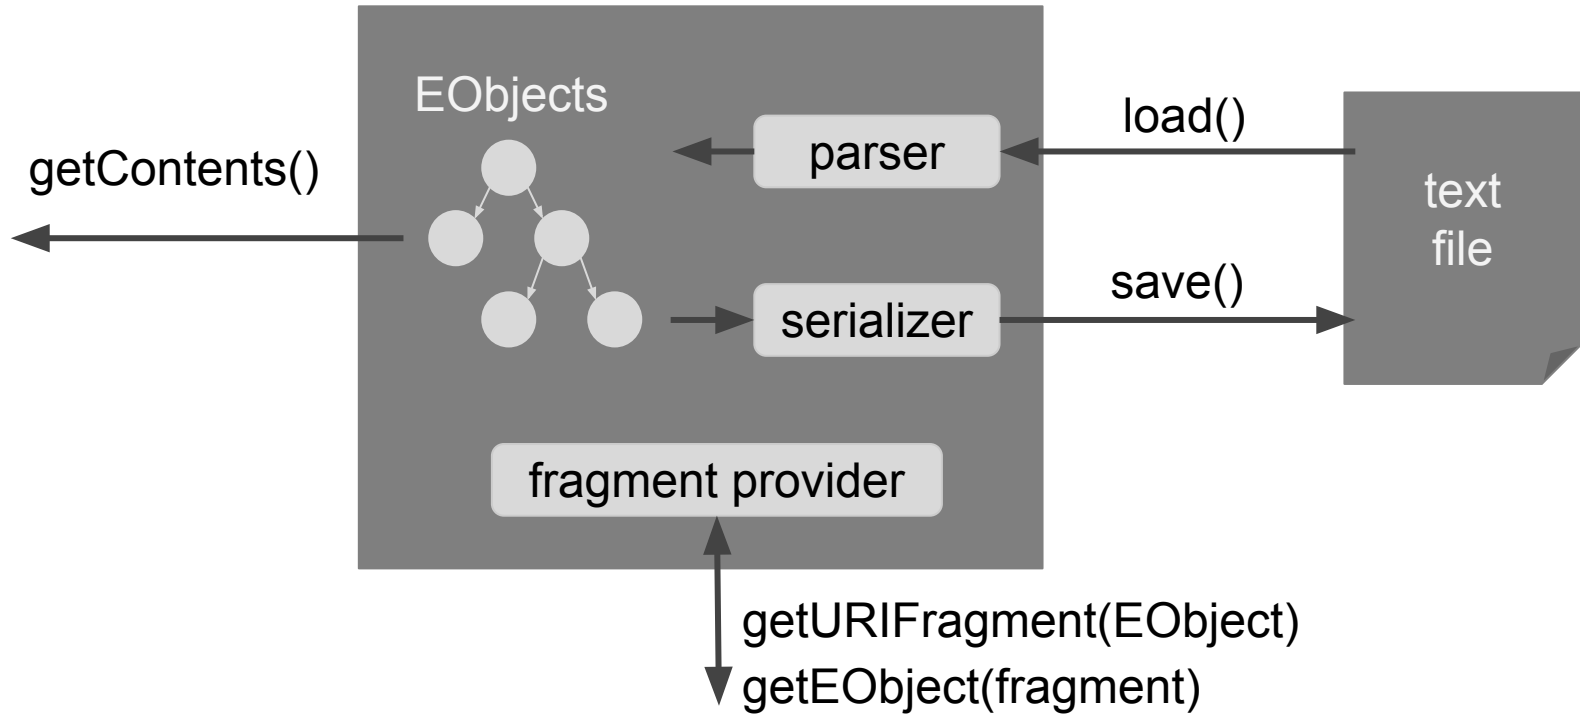 EObjects
getContents()
parser
load()
text
file
serializer
save()
fragment provider
getURIFragment(EObject)
getEObject(fragment)